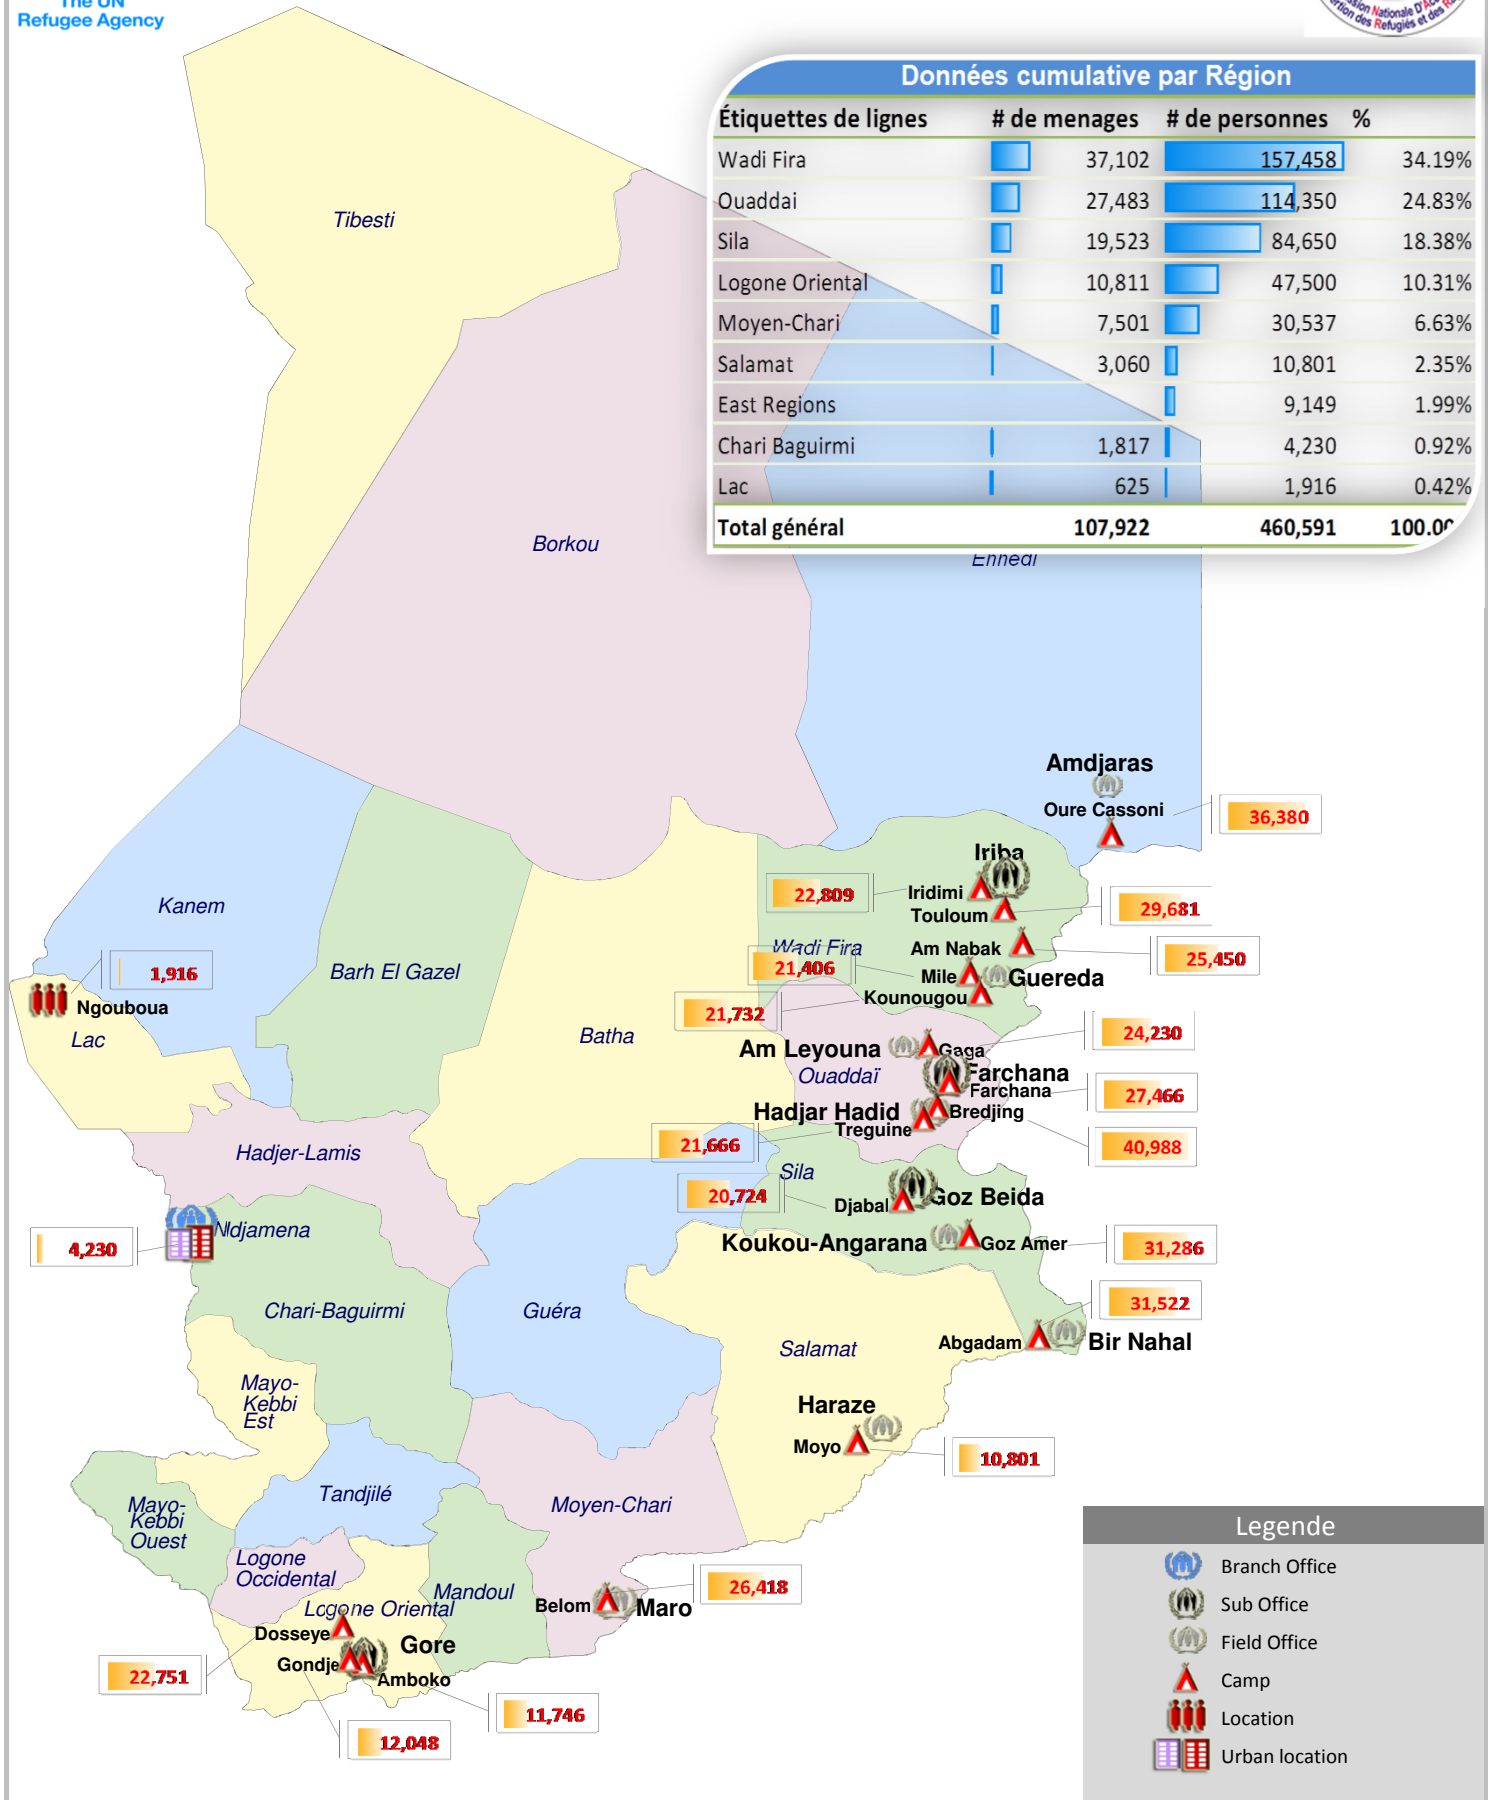 The UN
Refugee Agency
Nationale D'Ac
des Refugiés et des
Données cumulative par Région
Étiquettes de lignes # de menages # de personnes %
Wadi Fira 37,102 157,458 34.19%
Ouaddai 27,483 114,350 24.83%
Sila 19,523 84,650 18.38%
Logone Oriental 10,811 47,500 10.31%
Moyen-Chari 7,501 30,537 6.63%
Salamat 3,060 10,801 2.35%
East Regions 9,149 1.99%
Chari Baguirmi 1,817 4,230 0.92%
Lac 625 1,916 0.42%
Total général 107,922 460,591 100.0
Tibesti
Borkou
Ennedi
Amdjaras
Oure Cassoni
36,380
Iriba
Iridimi
22,809
Touloum
29,681
Kanem
Wadi Fira
Am Nabak
25,450
Barh El Gazel
1,916
Ngouboua
Lac
21,406
Mile
Guereda
Kounougou
21,732
Batha
24,230
Am Leyouna
Gaga
Ouaddaï
Farchana
Farchana
27,466
Hadjar Hadid
Bredjing
Treguine
21,666
40,988
Hadjer-Lamis
Sila
20,724
Djabal
Goz Beida
Ndjamena
4,230
Koukou-Angarana
Goz Amer
31,286
Chari-Baguirmi
Guéra
31,522
Salamat
Abgadam
Bir Nahal
Mayo-
Kebbi
Est
Haraze
Moyo
10,801
Tandjilé
Moyen-Chari
Mayo-
Kebbi
Ouest
Logone
Occidental
Mandoul
26,418
Belom
Maro
Logone Oriental
Dosseye
Gore
Gondje
Amboko
22,751
11,746
12,048
Legende
Branch Office
Sub Office
Field Office
Camp
Location
Urban location